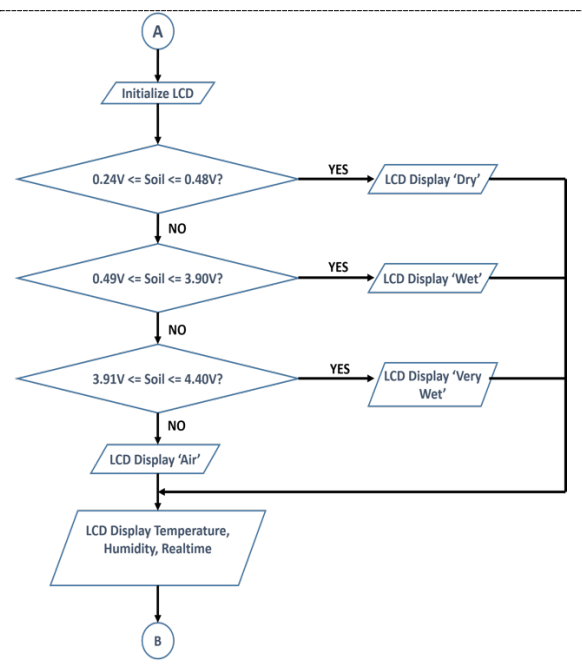 A
Initialize LCD
0.24V <= Soil <= 0.48V?
YES
LCD Display ‘Dry’
NO
0.49V <= Soil <= 3.90V?
YES
LCD Display ‘Wet’
NO
3.91V <= Soil <= 4.40V?
YES
LCD Display ‘Very
Wet’
NO
LCD Display ‘Air’
LCD Display Temperature,
Humidity, Realtime
B